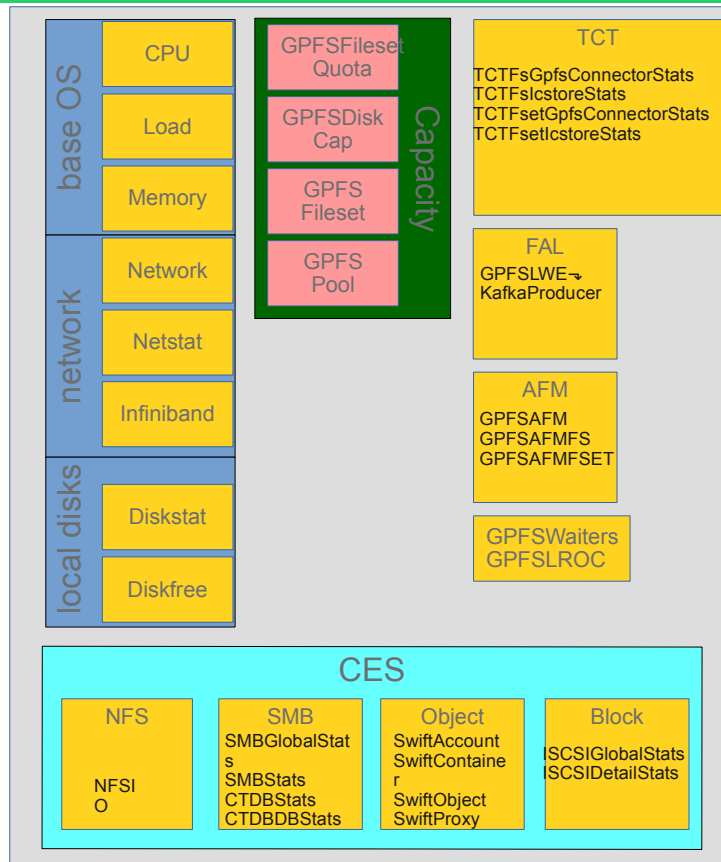 base OS
CPU
Load
Memory
network
Network
Netstat
Infiniband
local disks
Diskstat
Diskfree
Capacity
GPFSFileset
Quota
GPFSDisk
Cap
GPFS
Fileset
GPFS
Pool
TCT
TCTFsGpfsConnectorStats
TCTFsIcstoreStats
TCTFsetGpfsConnectorStats
TCTFsetIcstoreStats
FAL
GPFSLWE⬎
KafkaProducer
AFM
GPFSAFM
GPFSAFMFS
GPFSAFMFSET
GPFSWaiters
GPFSLROC
CES
NFS
NFSI
O
SMB
SMBGlobalStat
s
SMBStats
CTDBStats
CTDBDBStats
Object
SwiftAccount
SwiftContaine
r
SwiftObject
SwiftProxy
Block
ISCSIGlobalStats
ISCSIDetailStats